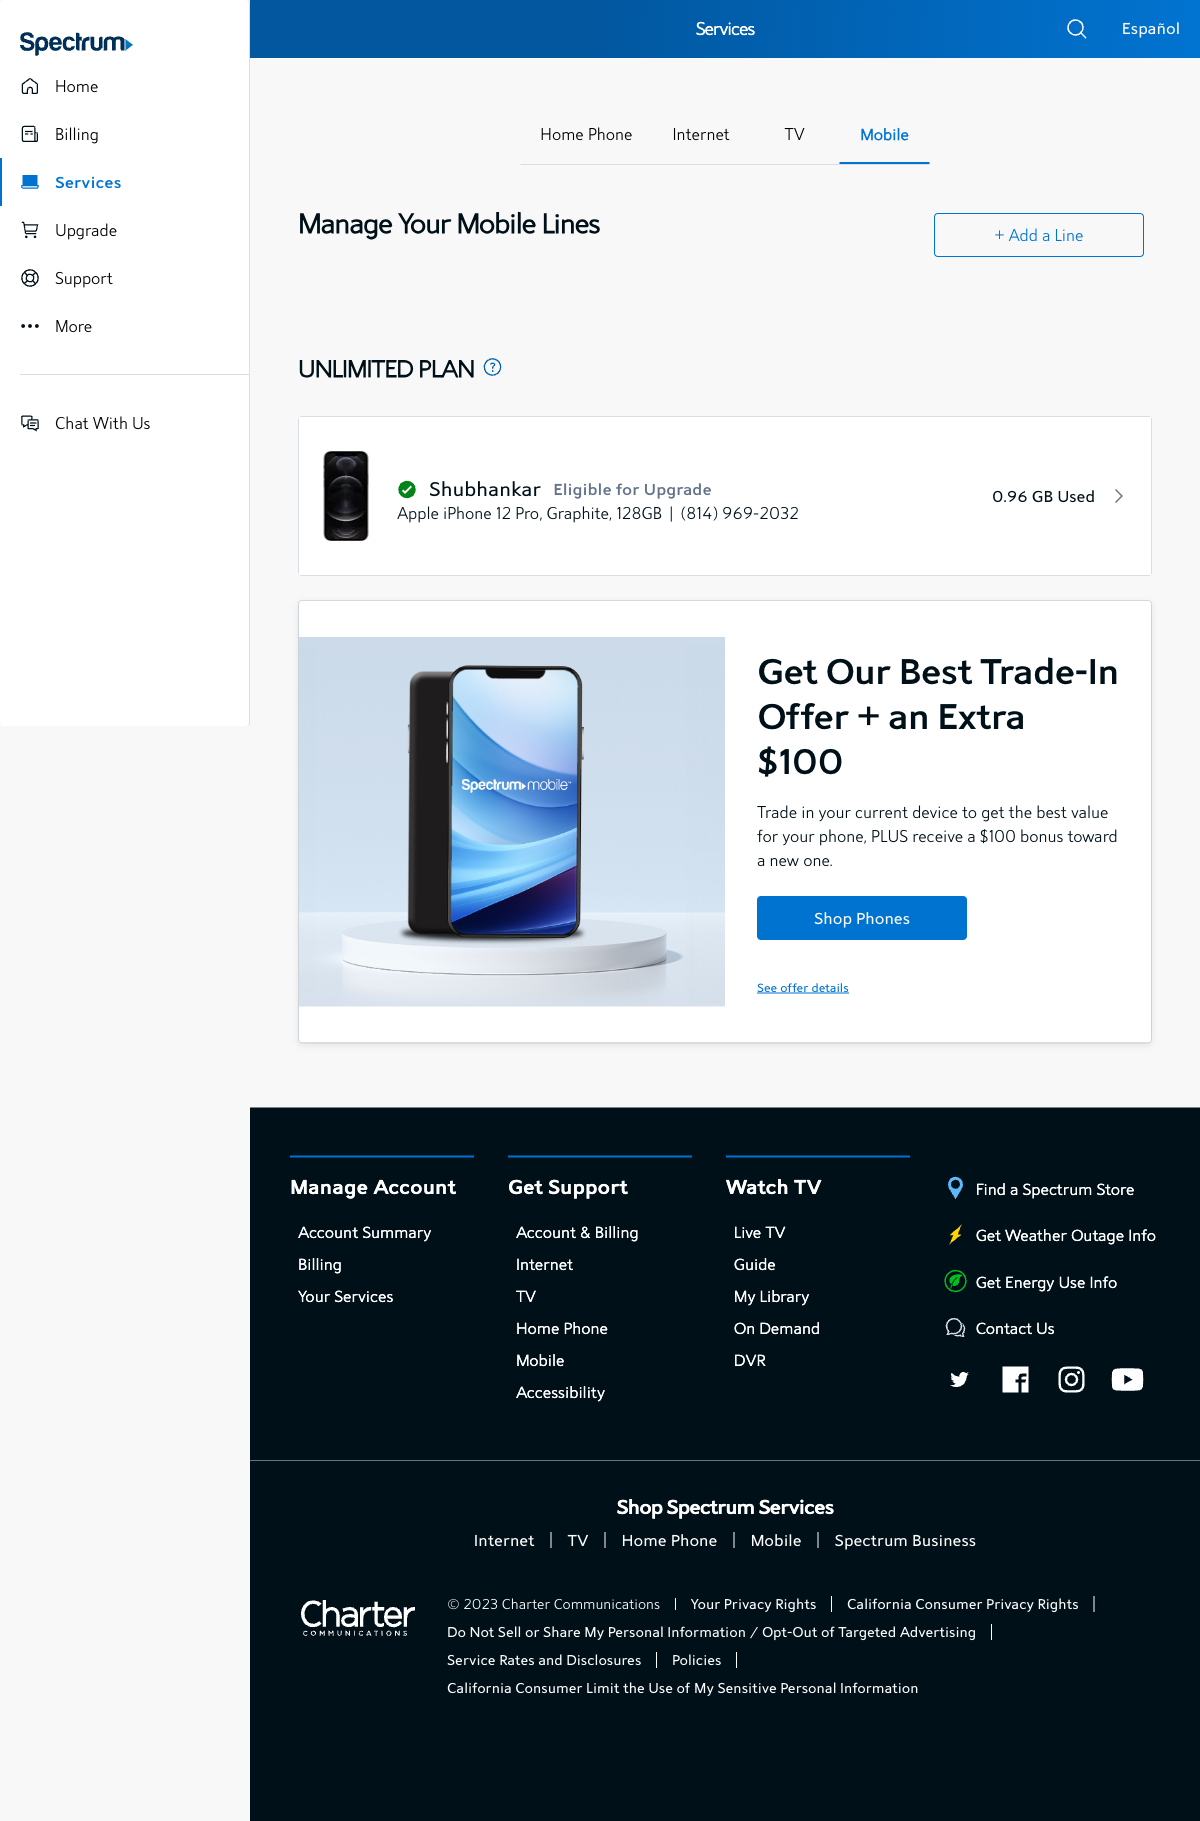 Spectrum
Home
Billing
Services
Upgrade
Support
More
Chat With Us
Services
Español
Home Phone
Internet
TV
Mobile
Manage Your Mobile Lines
+ Add a Line
UNLIMITED PLAN ?
Shubhankar Eligible for Upgrade
Apple iPhone 12 Pro, Graphite, 128GB | (814) 969-2032
0.96 GB Used
Spectrum mobile™
Get Our Best Trade-In
Offer + an Extra
$100
Trade in your current device to get the best value
for your phone, PLUS receive a $100 bonus toward
a new one.
Shop Phones
See offer details
Manage Account
Account Summary
Billing
Your Services
Get Support
Account & Billing
Internet
TV
Home Phone
Mobile
Accessibility
Watch TV
Live TV
Guide
My Library
On Demand
DVR
Find a Spectrum Store
Get Weather Outage Info
Get Energy Use Info
Contact Us
Shop Spectrum Services
Internet | TV | Home Phone | Mobile | Spectrum Business
Charter
COMMUNICATIONS
© 2023 Charter Communications | Your Privacy Rights | California Consumer Privacy Rights |
Do Not Sell or Share My Personal Information / Opt-Out of Targeted Advertising |
Service Rates and Disclosures | Policies |
California Consumer Limit the Use of My Sensitive Personal Information